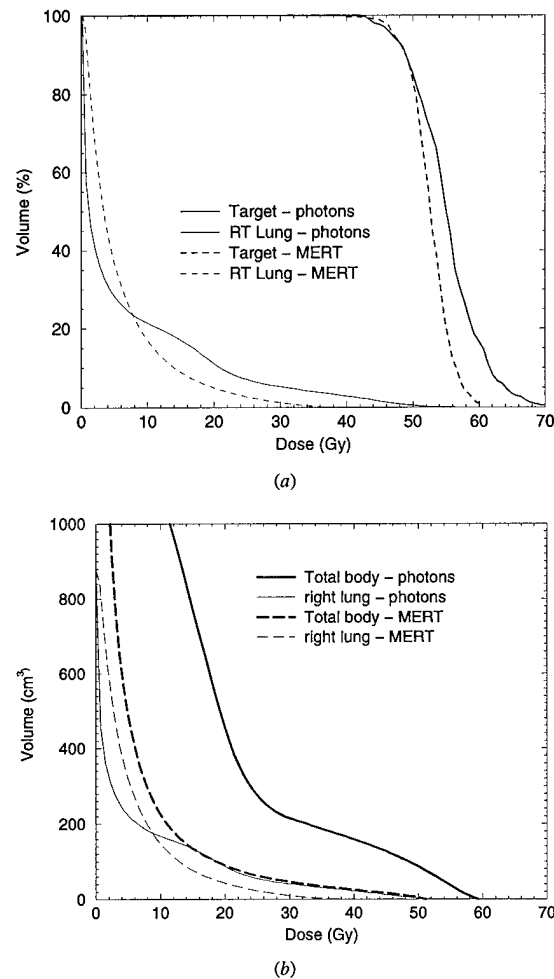 100
80
60
40
20
0
Volume (%)
Target – photons
RT Lung – photons
Target – MERT
RT Lung – MERT
0 10 20 30 40 50 60 70
Dose (Gy)
(a)
1000
800
600
400
200
0
Volume (cm³)
Total body – photons
right lung – photons
Total body – MERT
right lung – MERT
0 10 20 30 40 50 60 70
Dose (Gy)
(b)